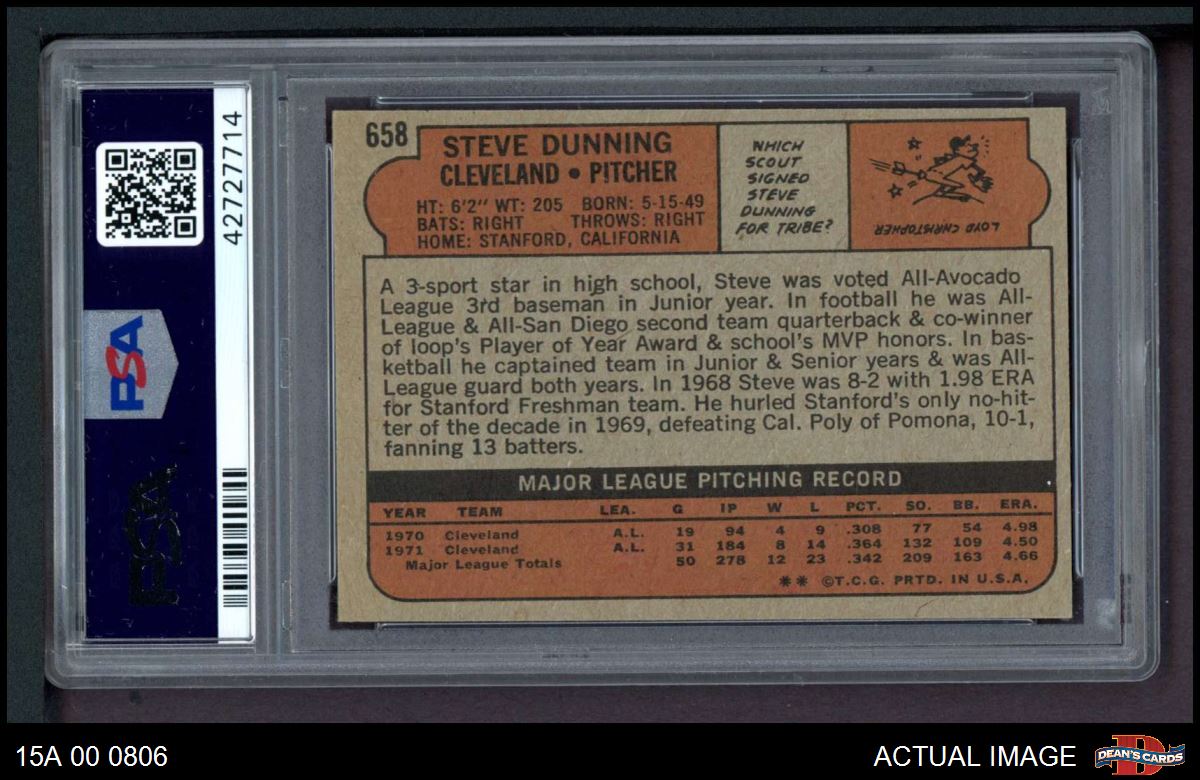 658
STEVE DUNNING
CLEVELAND • PITCHER
HT: 6'2" WT: 205 BORN: 5-15-49
BATS: RIGHT THROWS: RIGHT
HOME: STANFORD, CALIFORNIA
WHICH
SCOUT
SIGNED
STEVE
DUNNING
FOR TRIBE?
LOYD CHRISTOPHER
A 3-sport star in high school, Steve was voted All-Avocado
League 3rd baseman in Junior year. In football he was All-
League & All-San Diego second team quarterback & co-winner
of loop's Player of Year Award & school's MVP honors. In bas-
ketball he captained team in Junior & Senior years & was All-
League guard both years. In 1968 Steve was 8-2 with 1.98 ERA
for Stanford Freshman team. He hurled Stanford's only no-hit-
ter of the decade in 1969, defeating Cal. Poly of Pomona, 10-1,
fanning 13 batters.
MAJOR LEAGUE PITCHING RECORD
YEAR TEAM LEA. G IP W L PCT. SO. BB. ERA.
1970 Cleveland A.L. 19 94 4 9 .308 77 54 4.98
1971 Cleveland A.L. 31 184 8 14 .364 132 109 4.50
Major League Totals 50 278 12 23 .342 209 163 4.66
** ©T.C.G. PRTD. IN U.S.A.
42727714
PSA
PSA
15A 00 0806
ACTUAL IMAGE
D
DEAN'S CARDS